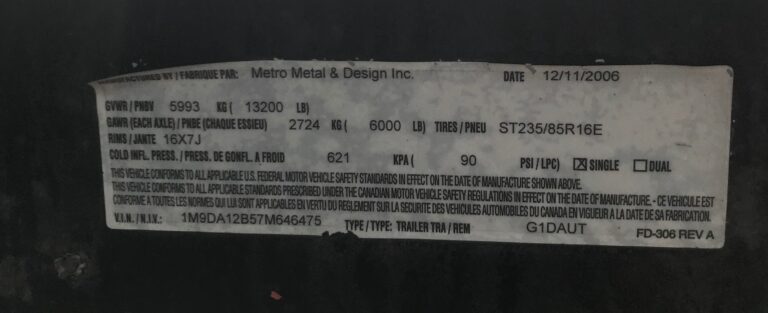 MANUFACTURED BY / FABRIQUE PAR: Metro Metal & Design Inc. DATE 12/11/2006
GVWR / PNBV 5993 KG ( 13200 LB)
GAWR (EACH AXLE) / PNBE (CHAQUE ESSIEU) 2724 KG ( 6000 LB) TIRES / PNEU ST235/85R16E
RIMS / JANTE 16X7J
COLD INFL. PRESS. / PRESS. DE GONFL. A FROID 621 KPA ( 90 PSI / LPC) ☒ SINGLE ☐ DUAL
THIS VEHICLE CONFORMS TO ALL APPLICABLE U.S. FEDERAL MOTOR VEHICLE SAFETY STANDARDS IN EFFECT ON THE DATE OF MANUFACTURE SHOWN ABOVE.
THIS VEHICLE CONFORMS TO ALL APPLICABLE STANDARDS PRESCRIBED UNDER THE CANADIAN MOTOR VEHICLE SAFETY REGULATIONS IN EFFECT ON THE DATE OF MANUFACTURE. - CE VEHICULE EST
CONFORME A TOUTES LES NORMES QUI LUI SONT APPLICABLES EN VERTU DU REGLEMENT SUR LA SECURITE DES VEHICULES AUTOMOBILES DU CANADA EN VIGUEUR A LA DATE DE SA FABRICATION.
V.I.N. / N.I.V.: 1M9DA12B57M646475 TYPE / TYPE: TRAILER TRA / REM G1DAUT FD-306 REV A